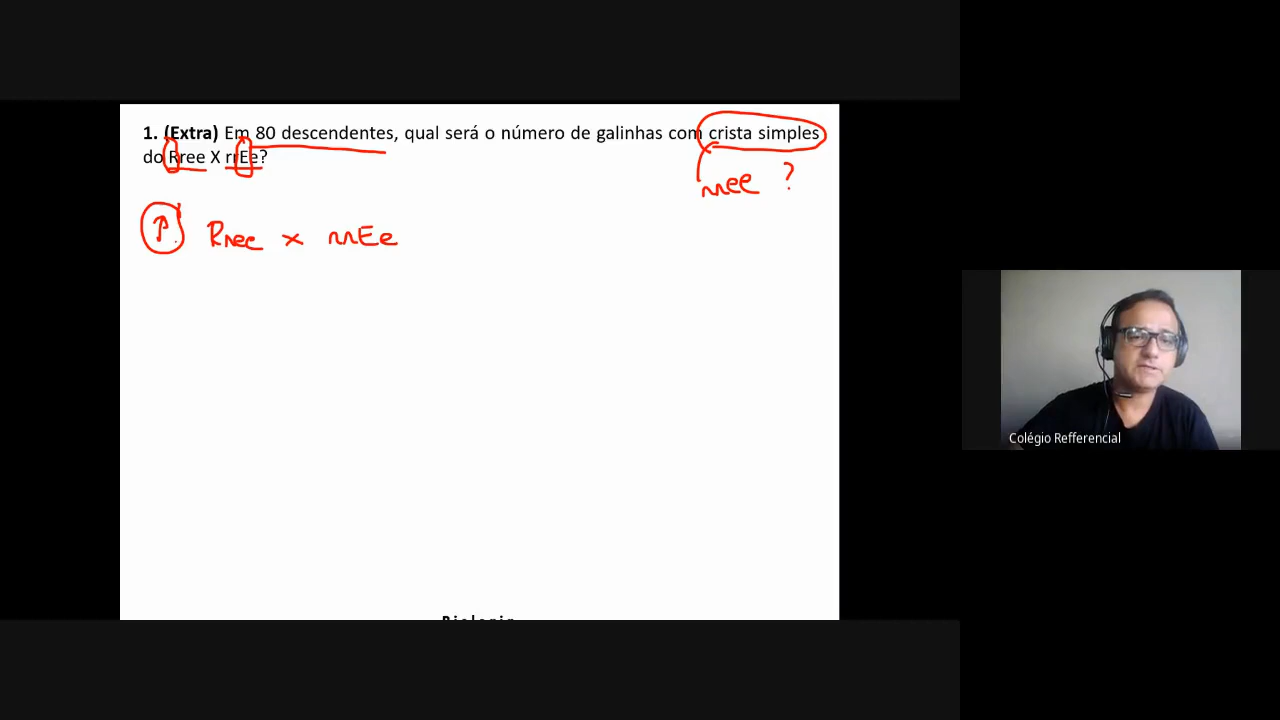 1. (Extra) Em 80 descendentes, qual será o número de galinhas com crista simples
do Rree X rrEe?
rree ?
P Rree x rrEe
Colégio Refferencial
Biologia